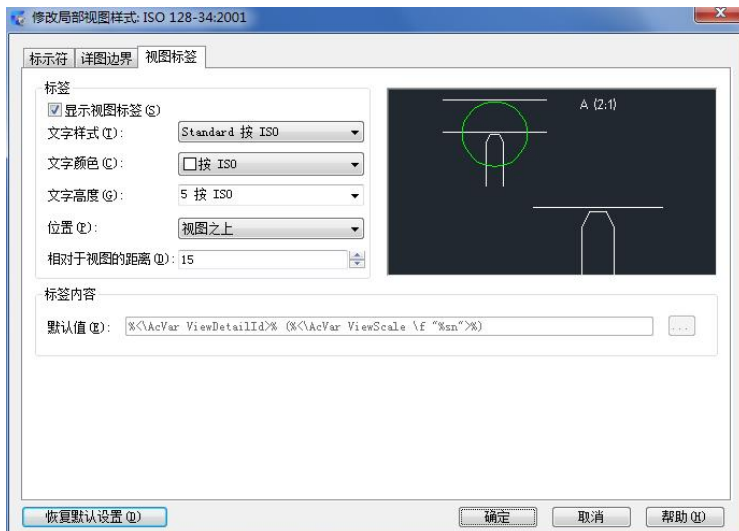 修改局部视图样式: ISO 128-34:2001
标示符 详图边界 视图标签
标签
显示视图标签(S)
文字样式(T): Standard 按 ISO
文字颜色(C): 按 ISO
文字高度(G): 5 按 ISO
位置(P): 视图之上
相对于视图的距离(D): 15
A (2:1)
标签内容
默认值(E): %<\AcVar ViewDetailId>% (%<\AcVar ViewScale \f "%sn">%) ...
恢复默认设置(D) 确定 取消 帮助(H)